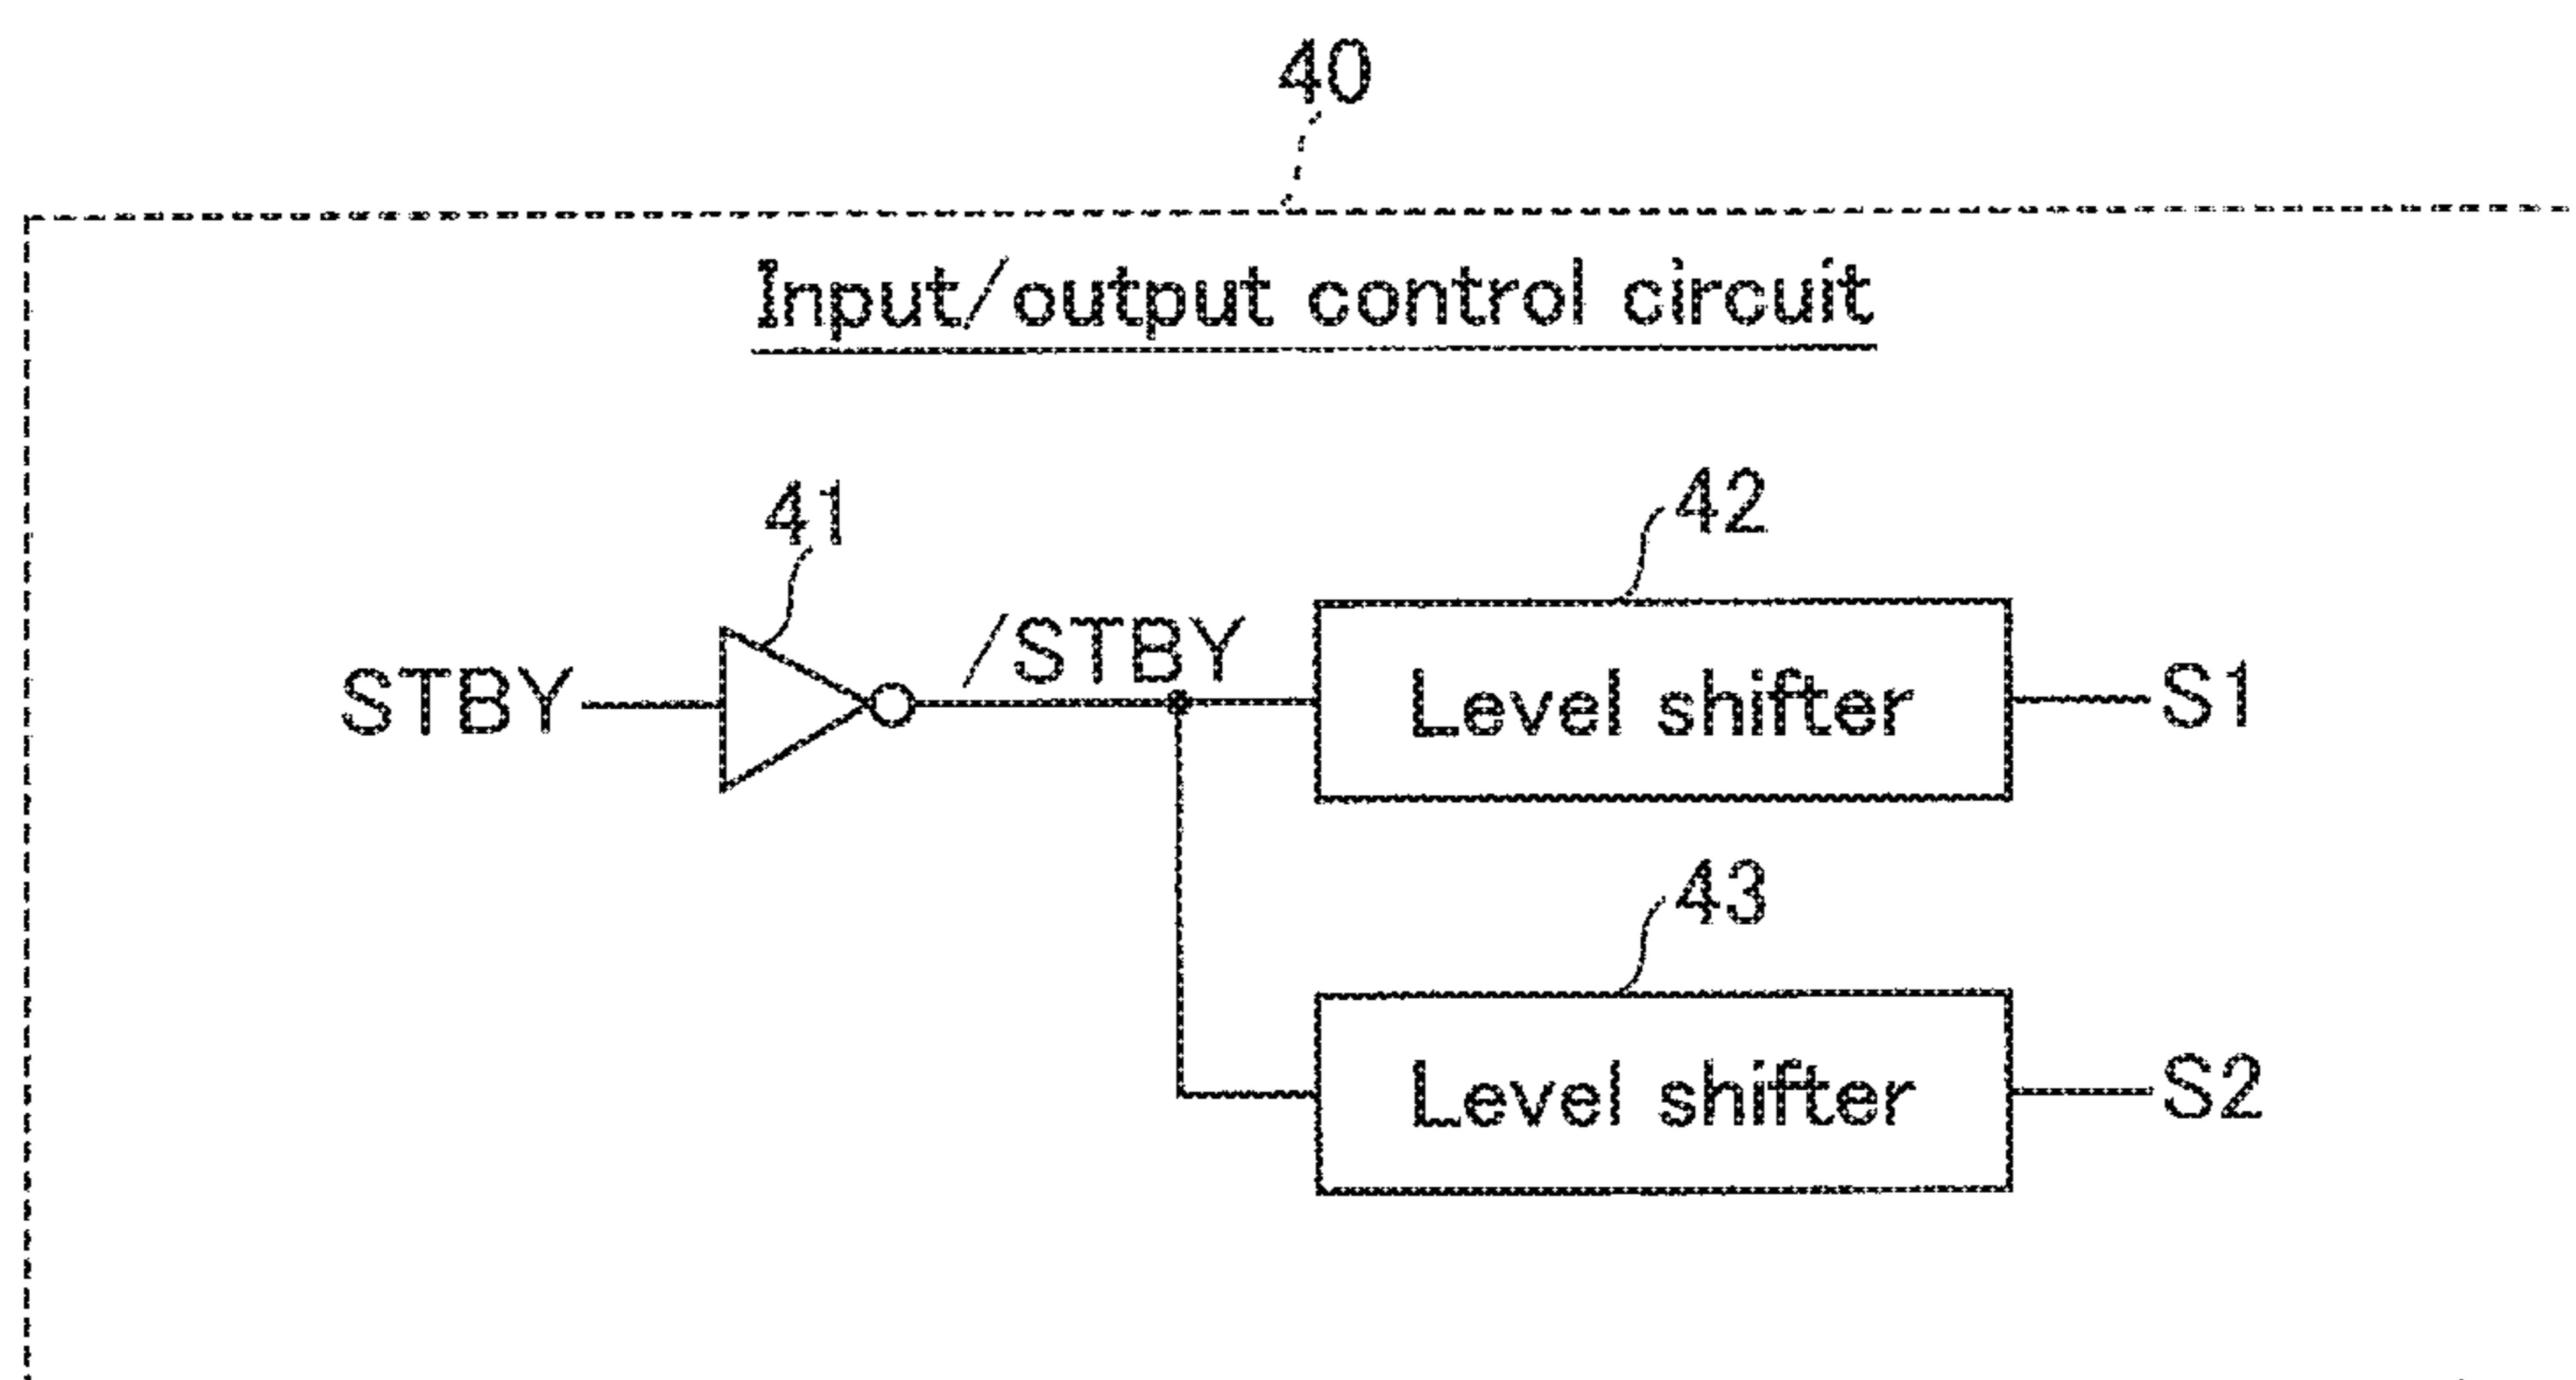 40
Input/output control circuit
41
42
STBY
/STBY
Level shifter
S1
43
Level shifter
S2